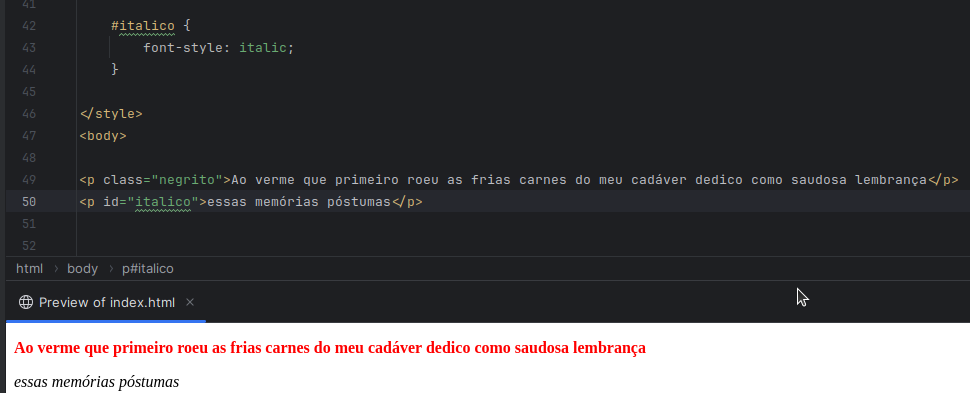 41
42 #italico {
43 font-style: italic;
44 }
45
46 </style>
47 <body>
48
49 <p class="negrito">Ao verme que primeiro roeu as frias carnes do meu cadáver dedico como saudosa lembrança</p>
50 <p id="italico">essas memórias póstumas</p>
51
52
html › body › p#italico
Preview of index.html ×
Ao verme que primeiro roeu as frias carnes do meu cadáver dedico como saudosa lembrança
essas memórias póstumas